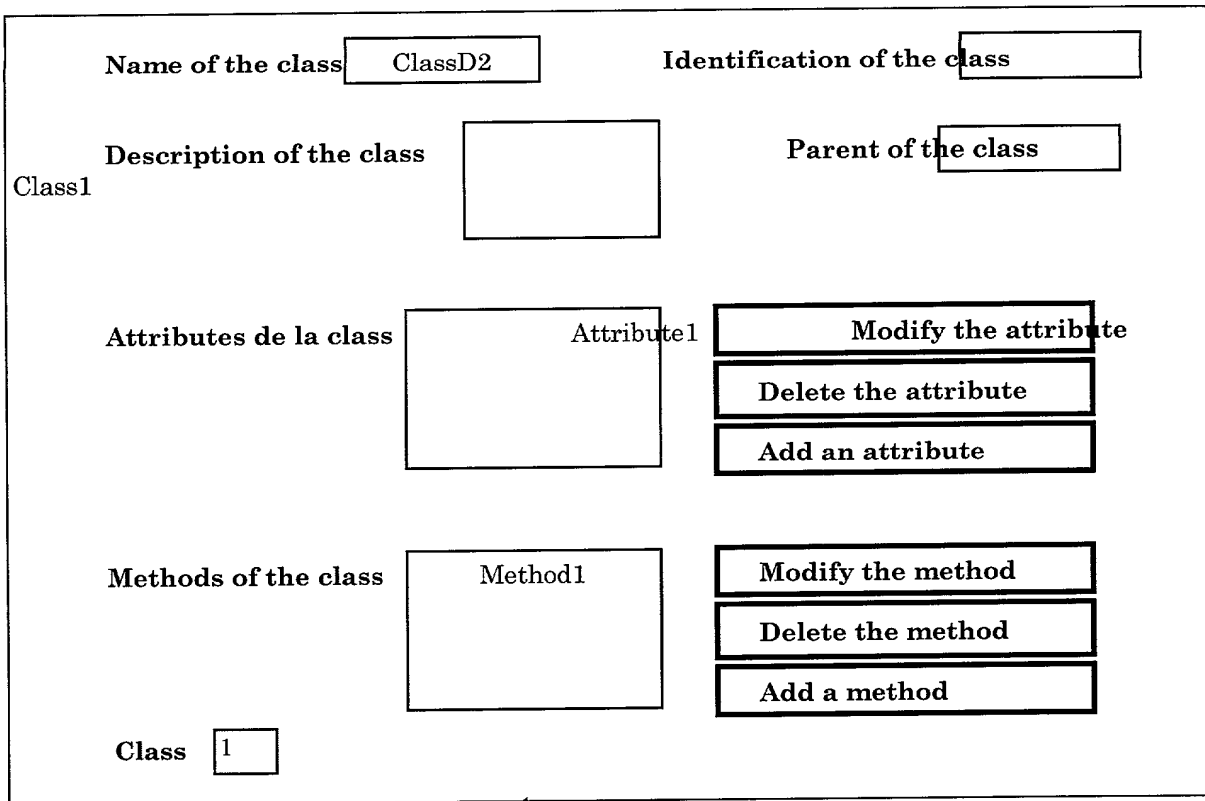 Name of the class ClassD2 Identification of the class
Description of the class Parent of the class
Class1
Attributes de la class Attribute1 Modify the attribute
Delete the attribute
Add an attribute
Methods of the class Method1 Modify the method
Delete the method
Add a method
Class 1